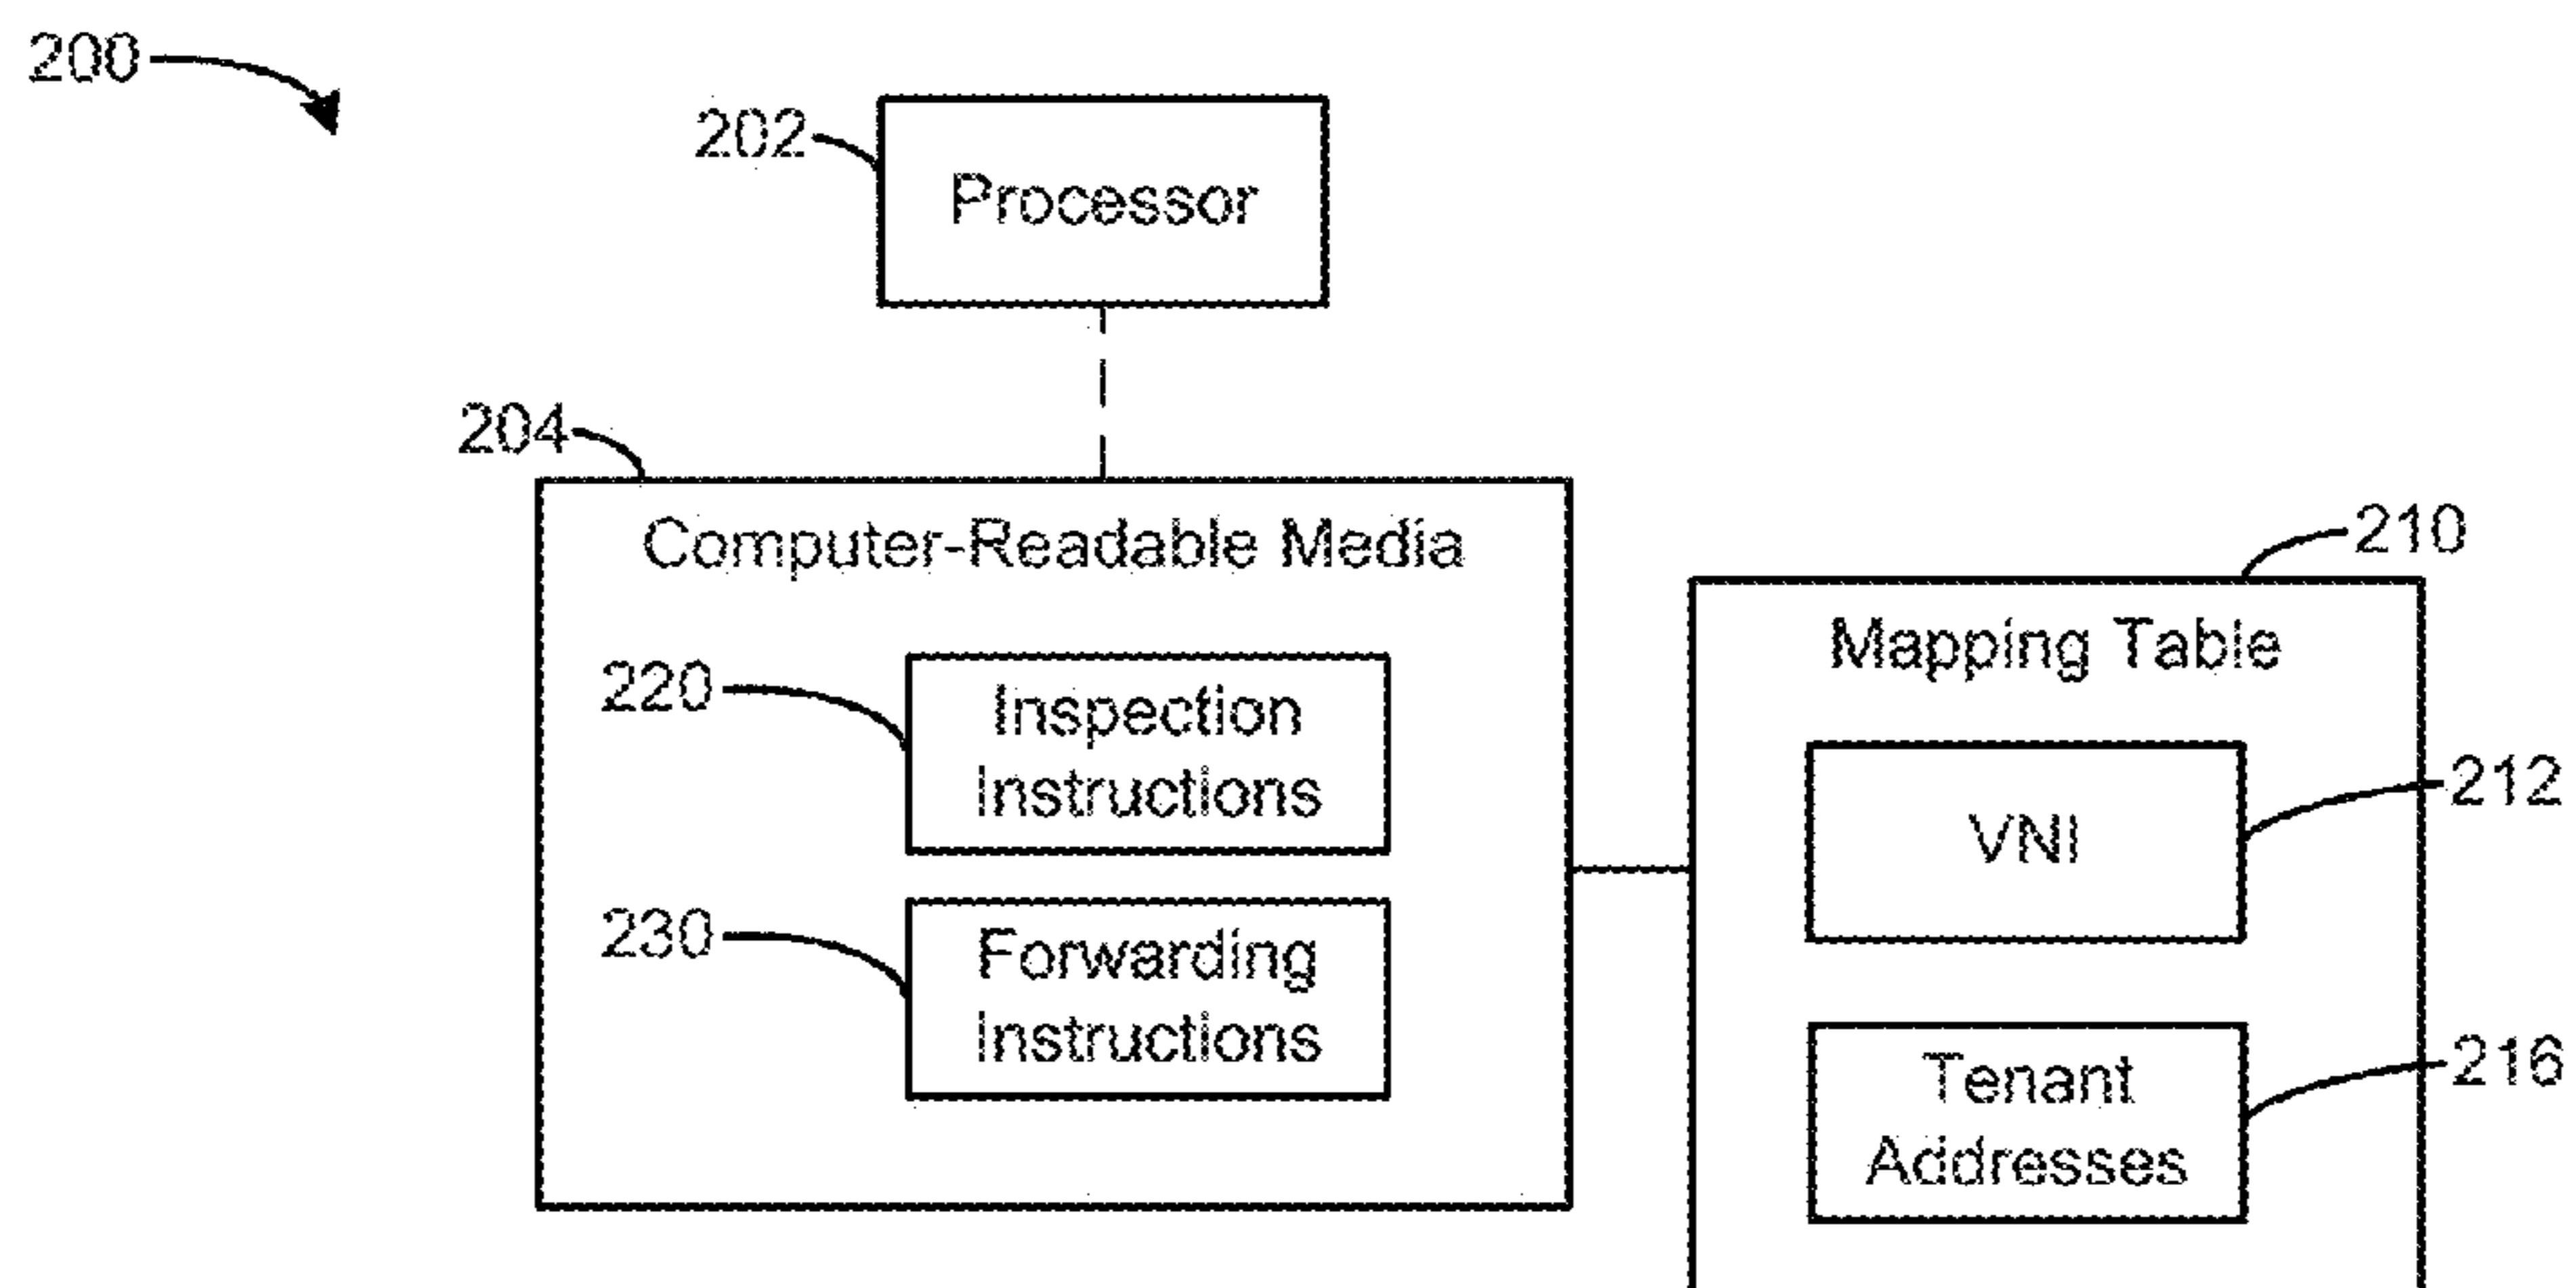 200
202
Processor
204
Computer-Readable Media
210
Mapping Table
220
Inspection
Instructions
212
VNI
230
Forwarding
Instructions
216
Tenant
Addresses